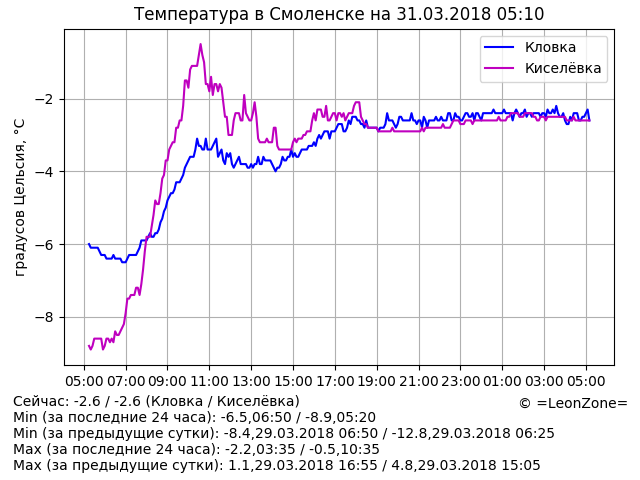 Температура в Смоленске на 31.03.2018 05:10
Кловка
Киселёвка
градусов Цельсия, °C
−2
−4
−6
−8
05:00 07:00 09:00 11:00 13:00 15:00 17:00 19:00 21:00 23:00 01:00 03:00 05:00
Сейчас: -2.6 / -2.6 (Кловка / Киселёвка)
© =LeonZone=
Min (за последние 24 часа): -6.5,06:50 / -8.9,05:20
Min (за предыдущие сутки): -8.4,29.03.2018 06:50 / -12.8,29.03.2018 06:25
Max (за последние 24 часа): -2.2,03:35 / -0.5,10:35
Max (за предыдущие сутки): 1.1,29.03.2018 16:55 / 4.8,29.03.2018 15:05